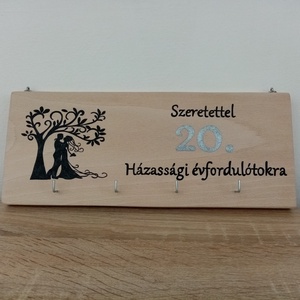 Szeretettel
20.
Házassági évfordulótokra